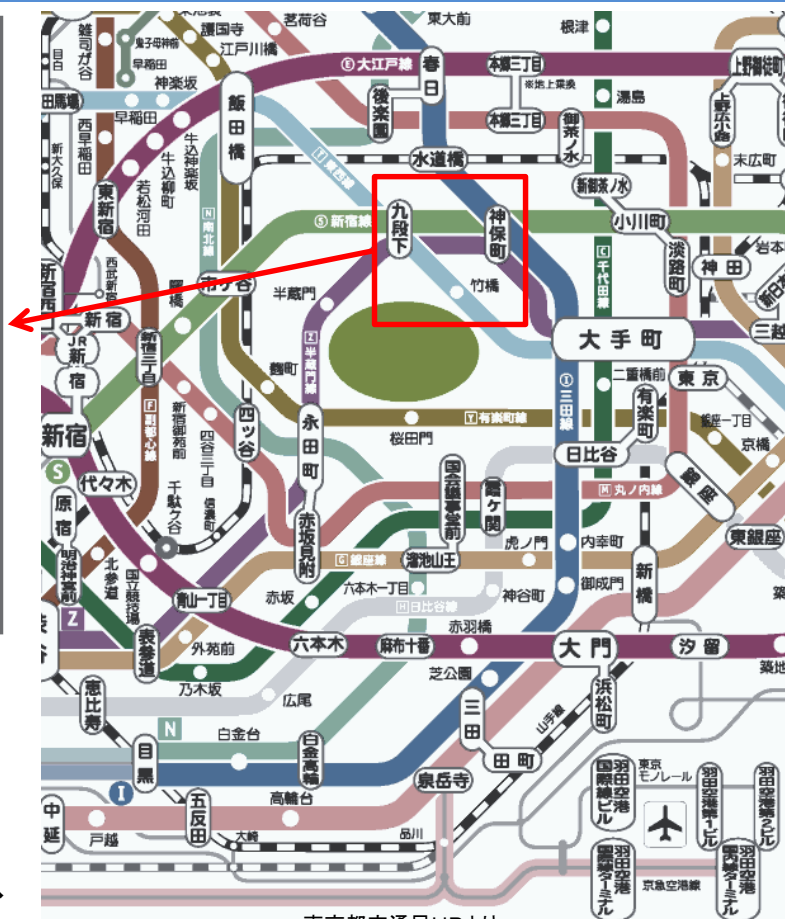 茗荷谷
東大前
根津
雑司が谷
鬼子母神前
護国寺
江戸川橋
目白
早稲田
神楽坂
E 大江戸線
春日
本郷三丁目
上野御徒町
※地上乗換
田馬場
早稲田
飯田橋
後楽園
本郷三丁目
御茶ノ水
湯島
上野広小路
西早稲田
牛込神楽坂
牛込柳町
若松河田
T 東西線
水道橋
末広町
新大久保
東新宿
N 南北線
S 新宿線
九段下
神保町
新御茶ノ水
小川町
淡路町
岩本
神田
C 千代田線
新日本
新宿西
西武新宿
曙橋
市ケ谷
半蔵門
竹橋
新宿
JR新宿
新宿三丁目
Z 半蔵門線
大手町
三越
麴町
I 三田線
二重橋前
東京
有楽町
F 副都心線
新宿御苑前
四谷三丁目
四ツ谷
永田町
Y 有楽町線
桜田門
銀座一丁目
京橋
新宿
日比谷
S
代々木
千駄ケ谷
信濃町
国会議事堂前
霞ケ関
M 丸ノ内線
銀座
原宿
明治神宮前
赤坂見附
虎ノ門
内幸町
東銀座
北参道
国立競技場
G 銀座線
溜池山王
新橋
Z
青山一丁目
赤坂
六本木一丁目
H 日比谷線
神谷町
御成門
築
谷
表参道
外苑前
六本木
麻布十番
赤羽橋
大門
汐留
築地
乃木坂
芝公園
恵比寿
広尾
三田
浜松町
山手線
N
白金台
白金高輪
田町
目黒
泉岳寺
国際線ビル
羽田空港
東京
モノレール
羽田空港第1ビル
羽田空港第2ビル
I
中延
戸越
五反田
高輪台
大崎
品川
羽田空港
国際線ターミナル
京急空港線
羽田空港
国内線ターミナル
東京都交通局HPより